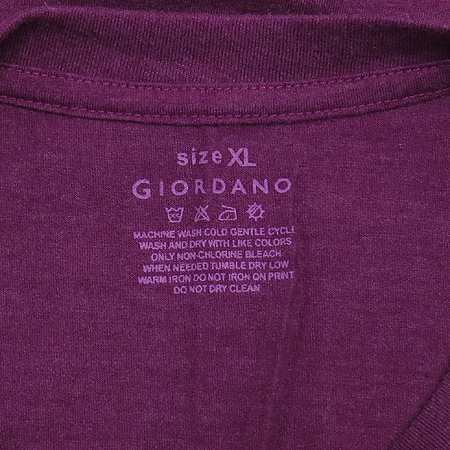 size XL
GIORDANO
MACHINE WASH COLD GENTLE CYCLE
WASH AND DRY WITH LIKE COLORS
ONLY NON-CHLORINE BLEACH
WHEN NEEDED TUMBLE DRY LOW
WARM IRON DO NOT IRON ON PRINT
DO NOT DRY CLEAN